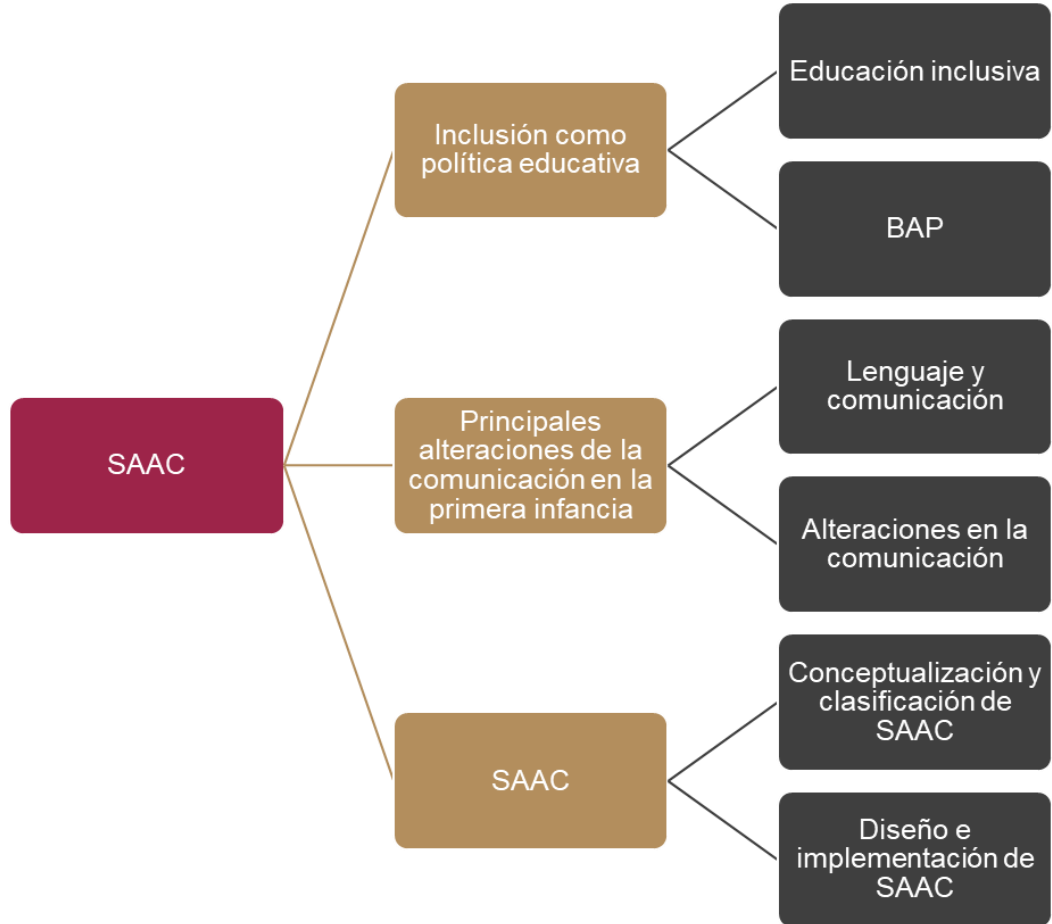 SAAC
Inclusión como
política educativa
Educación inclusiva
BAP
Principales
alteraciones de la
comunicación en la
primera infancia
Lenguaje y
comunicación
Alteraciones en la
comunicación
SAAC
Conceptualización y
clasificación de
SAAC
Diseño e
implementación de
SAAC